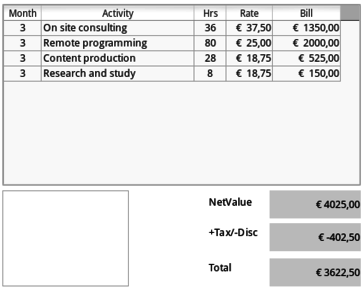 Month Activity Hrs Rate Bill
3 On site consulting 36 € 37,50 € 1350,00
3 Remote programming 80 € 25,00 € 2000,00
3 Content production 28 € 18,75 € 525,00
3 Research and study 8 € 18,75 € 150,00
NetValue € 4025,00
+Tax/-Disc € -402,50
Total € 3622,50